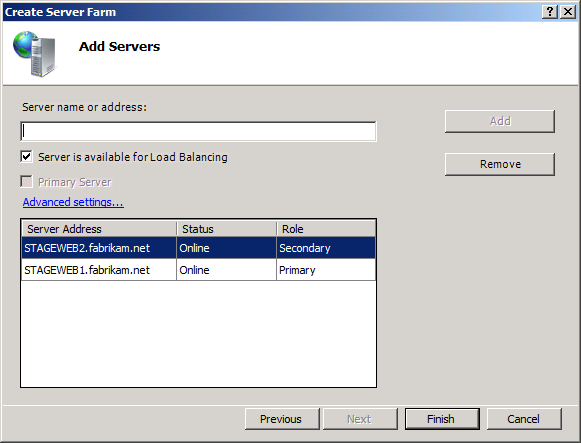 Create Server Farm
Add Servers
Server name or address:
Add
Server is available for Load Balancing
Remove
Primary Server
Advanced settings...
Server Address Status Role
STAGEWEB2.fabrikam.net Online Secondary
STAGEWEB1.fabrikam.net Online Primary
Previous Next Finish Cancel